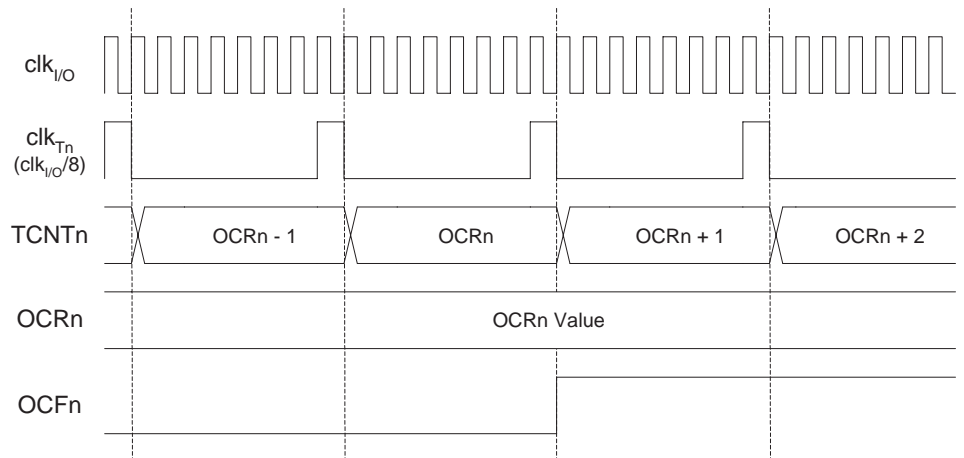 clkI/O
clkTn
(clkI/O/8)
TCNTn
OCRn - 1
OCRn
OCRn + 1
OCRn + 2
OCRn
OCRn Value
OCFn